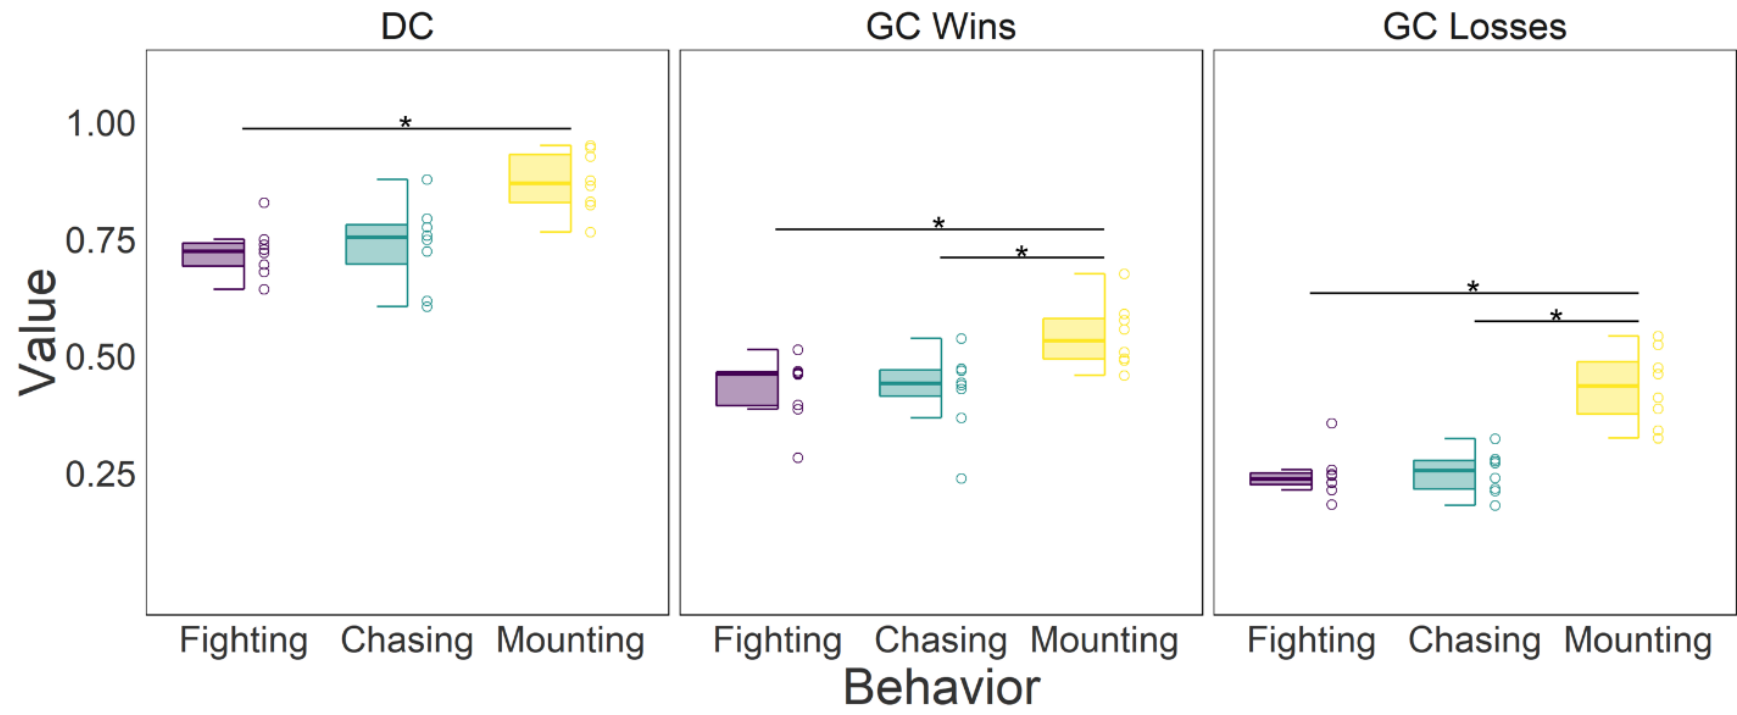 DC
GC Wins
GC Losses
Value
1.00
0.75
0.50
0.25
*
*
*
*
*
Fighting Chasing Mounting
Fighting Chasing Mounting
Fighting Chasing Mounting
Behavior